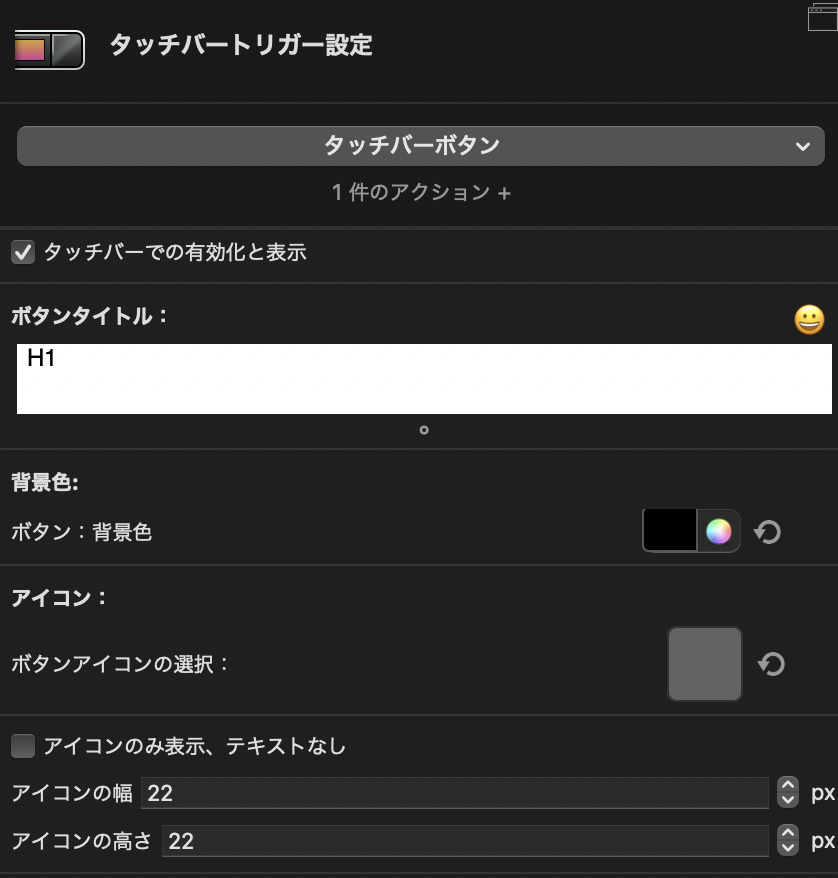 タッチバートリガー設定
タッチバーボタン
1 件のアクション +
タッチバーでの有効化と表示
ボタンタイトル：
H1
背景色:
ボタン：背景色
アイコン：
ボタンアイコンの選択：
アイコンのみ表示、テキストなし
アイコンの幅 22 px
アイコンの高さ 22 px